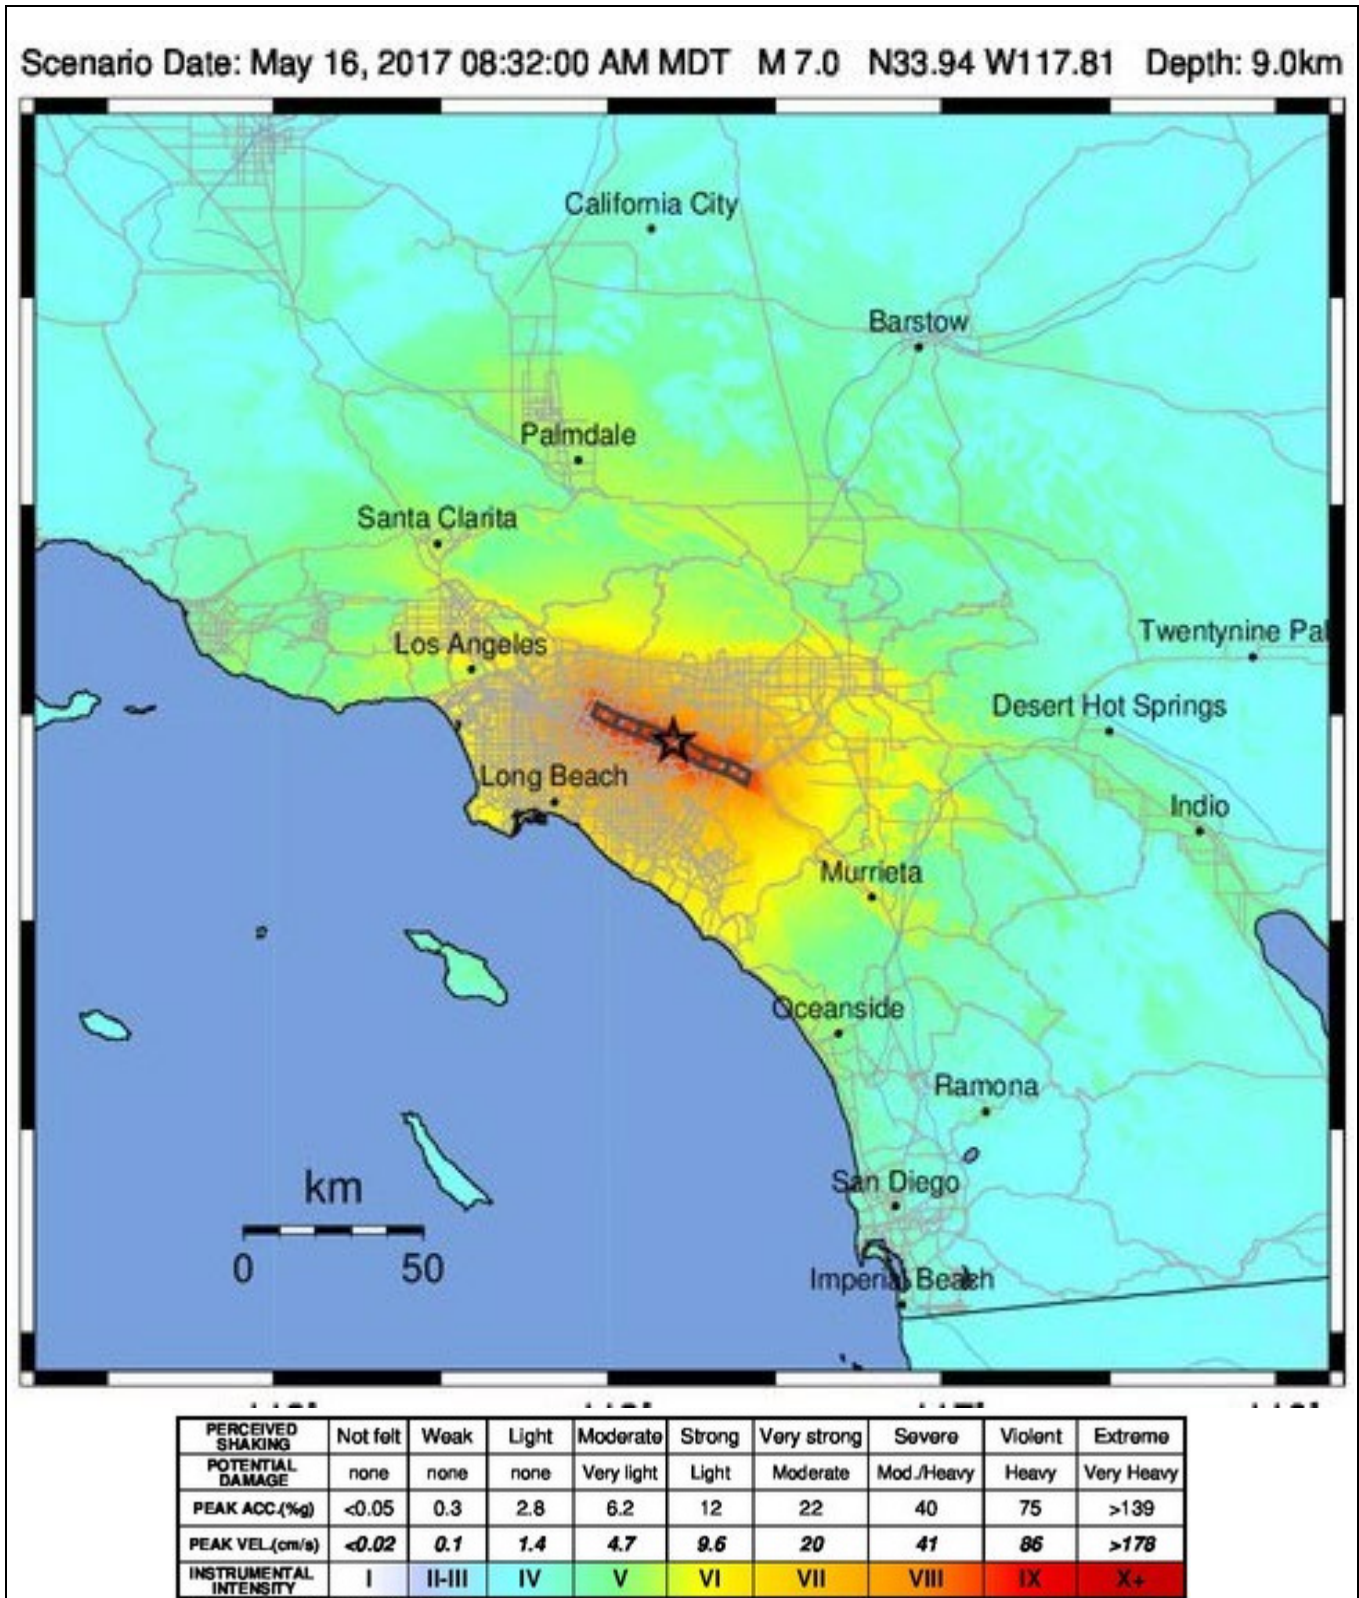 Scenario Date: May 16, 2017 08:32:00 AM MDT M 7.0 N33.94 W117.81 Depth: 9.0km
California City
Barstow
Palmdale
Santa Clarita
Los Angeles
Twentynine Pal
Desert Hot Springs
Long Beach
Indio
Murrieta
Oceanside
Ramona
San Diego
km
0 50
Imperial Beach
PERCEIVED SHAKING Not felt Weak Light Moderate Strong Very strong Severe Violent Extreme
POTENTIAL DAMAGE none none none Very light Light Moderate Mod./Heavy Heavy Very Heavy
PEAK ACC.(%g) <0.05 0.3 2.8 6.2 12 22 40 75 >139
PEAK VEL.(cm/s) <0.02 0.1 1.4 4.7 9.6 20 41 86 >178
INSTRUMENTAL INTENSITY I II-III IV V VI VII VIII IX X+